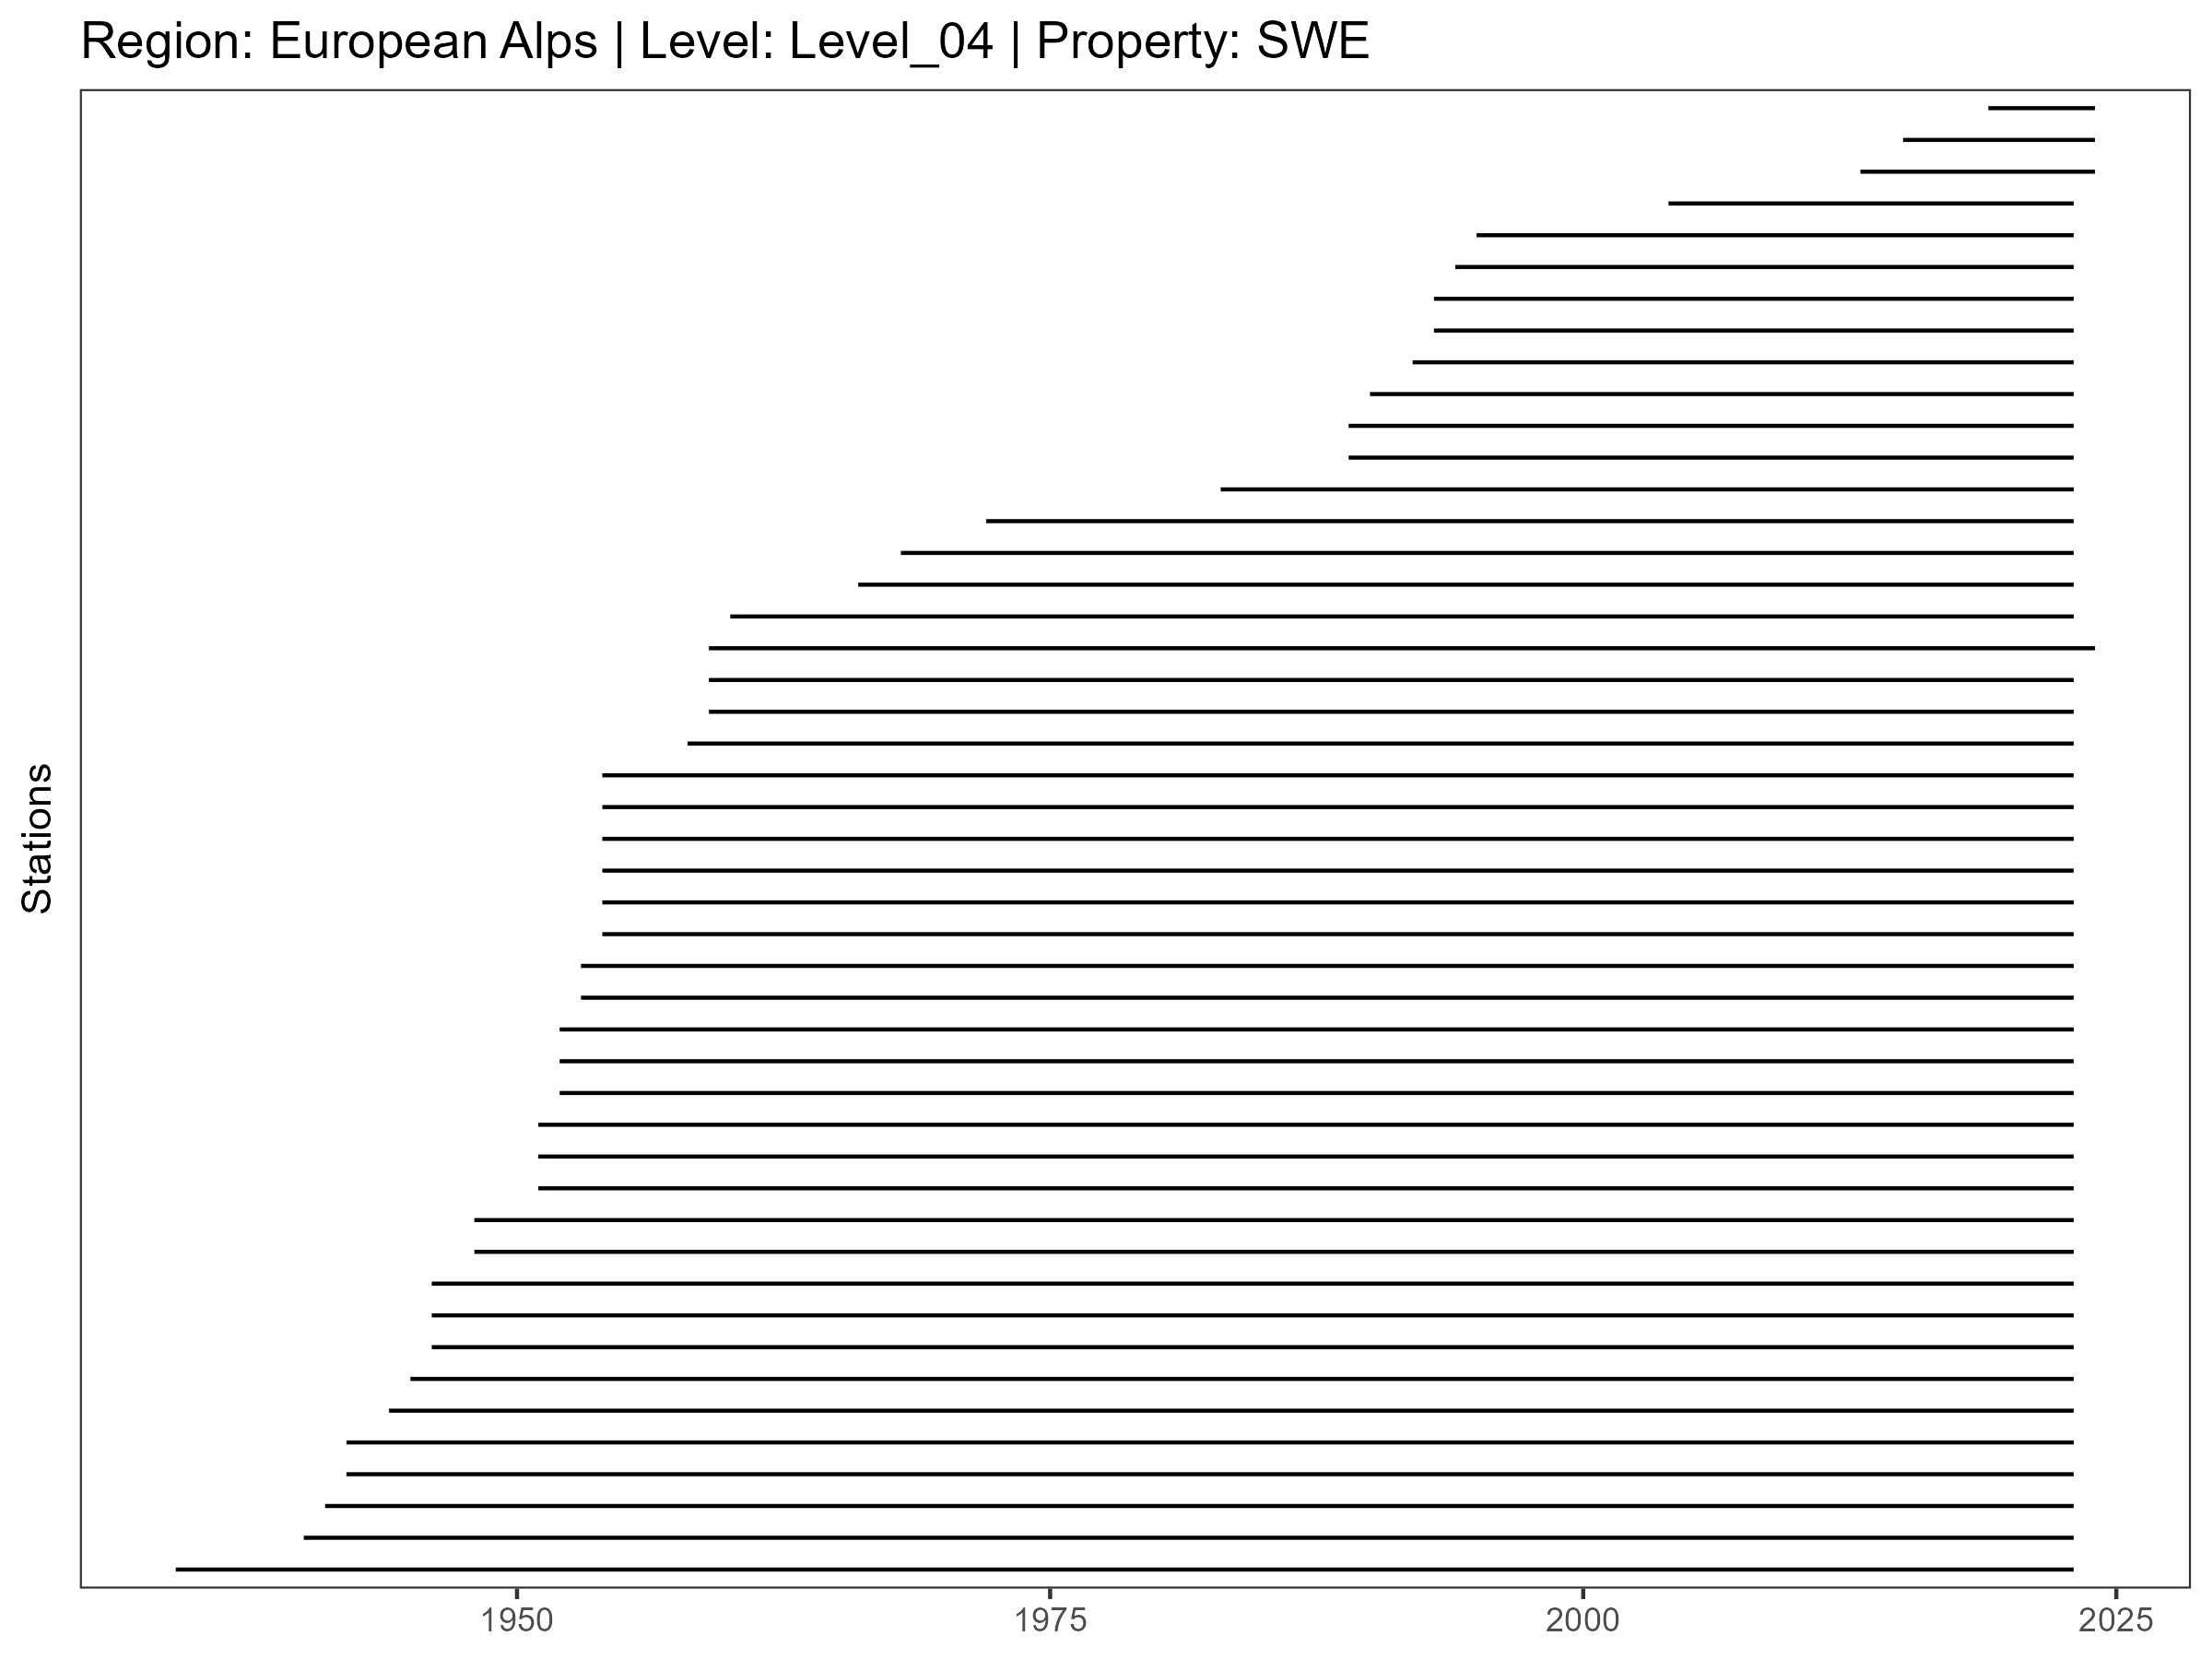 Region: European Alps | Level: Level_04 | Property: SWE
Stations
1950 1975 2000 2025